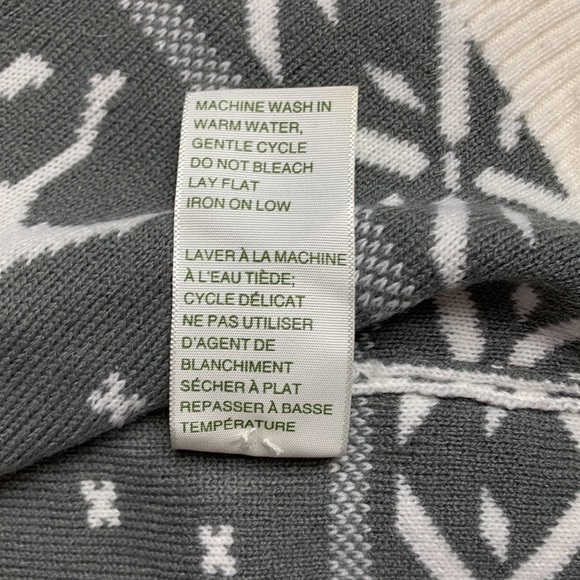 MACHINE WASH IN
WARM WATER,
GENTLE CYCLE
DO NOT BLEACH
LAY FLAT
IRON ON LOW
LAVER À LA MACHINE
À L'EAU TIÈDE;
CYCLE DÉLICAT
NE PAS UTILISER
D'AGENT DE
BLANCHIMENT
SÉCHER À PLAT
REPASSER À BASSE
TEMPÉRATURE